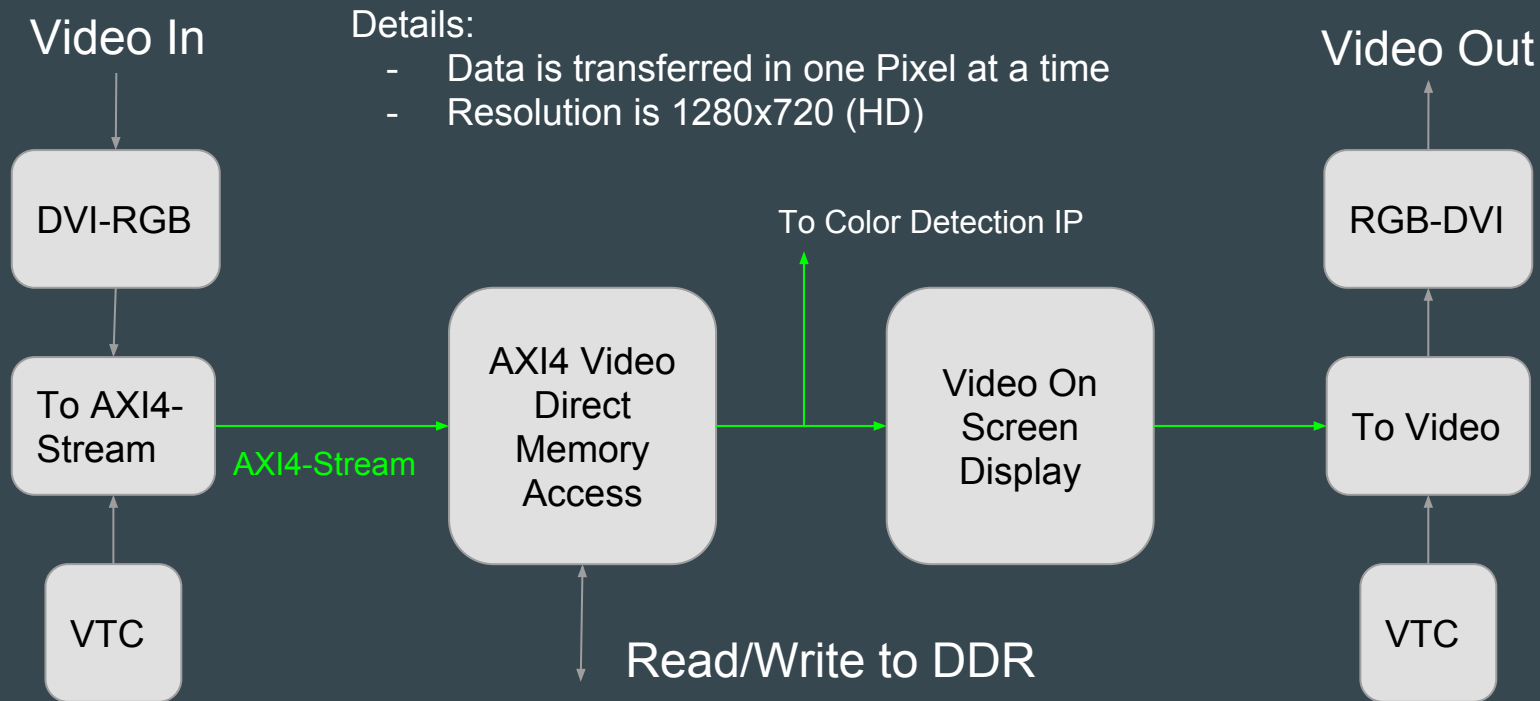 Video In
Details:
- Data is transferred in one Pixel at a time
- Resolution is 1280x720 (HD)
Video Out
DVI-RGB
To Color Detection IP
RGB-DVI
To AXI4-
Stream
AXI4-Stream
AXI4 Video
Direct
Memory
Access
Video On
Screen
Display
To Video
VTC
Read/Write to DDR
VTC